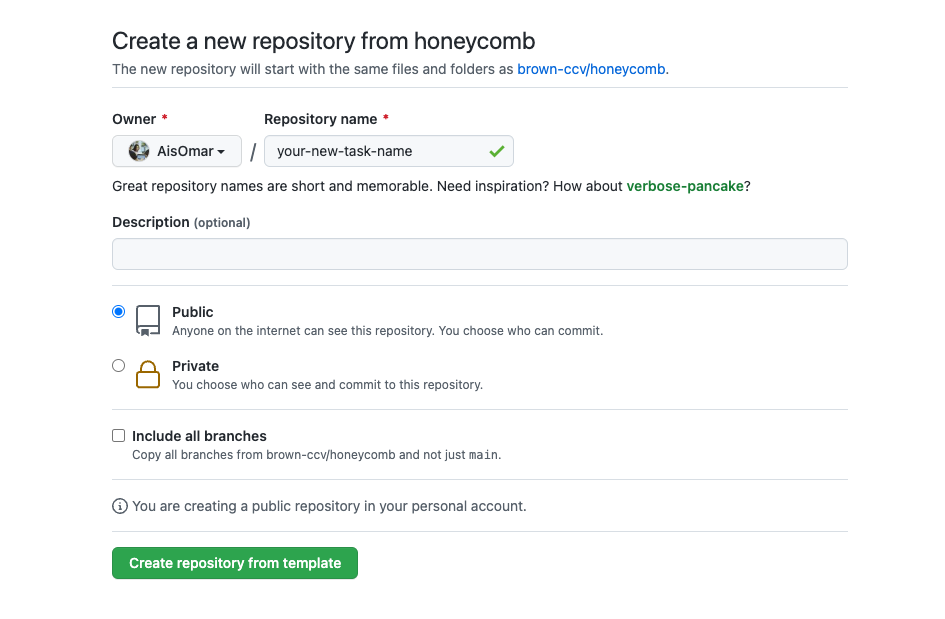 Create a new repository from honeycomb
The new repository will start with the same files and folders as brown-ccv/honeycomb.
Owner * Repository name *
AisOmar / your-new-task-name
Great repository names are short and memorable. Need inspiration? How about verbose-pancake?
Description (optional)
Public
Anyone on the internet can see this repository. You choose who can commit.
Private
You choose who can see and commit to this repository.
Include all branches
Copy all branches from brown-ccv/honeycomb and not just main.
You are creating a public repository in your personal account.
Create repository from template